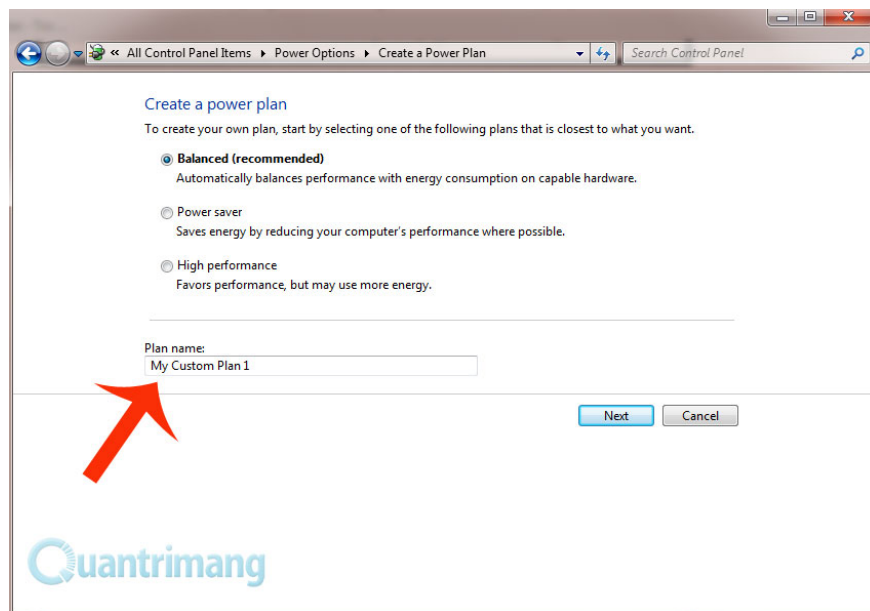 « All Control Panel Items ▸ Power Options ▸ Create a Power Plan
Search Control Panel
Create a power plan
To create your own plan, start by selecting one of the following plans that is closest to what you want.
Balanced (recommended)
Automatically balances performance with energy consumption on capable hardware.
Power saver
Saves energy by reducing your computer's performance where possible.
High performance
Favors performance, but may use more energy.
Plan name:
My Custom Plan 1
Next
Cancel
Quantrimang